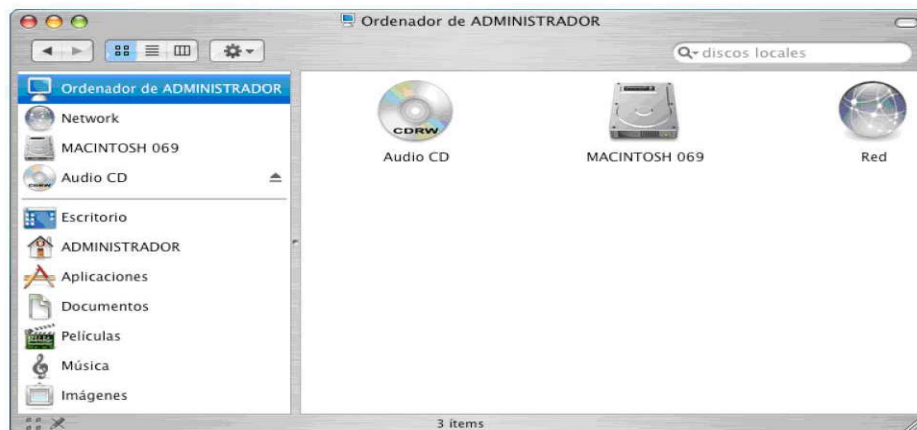 Ordenador de ADMINISTRADOR
discos locales
Ordenador de ADMINISTRADOR
Network
MACINTOSH 069
Audio CD
Escritorio
ADMINISTRADOR
Aplicaciones
Documentos
Películas
Música
Imágenes
CDRW
Audio CD
MACINTOSH 069
Red
3 ítems